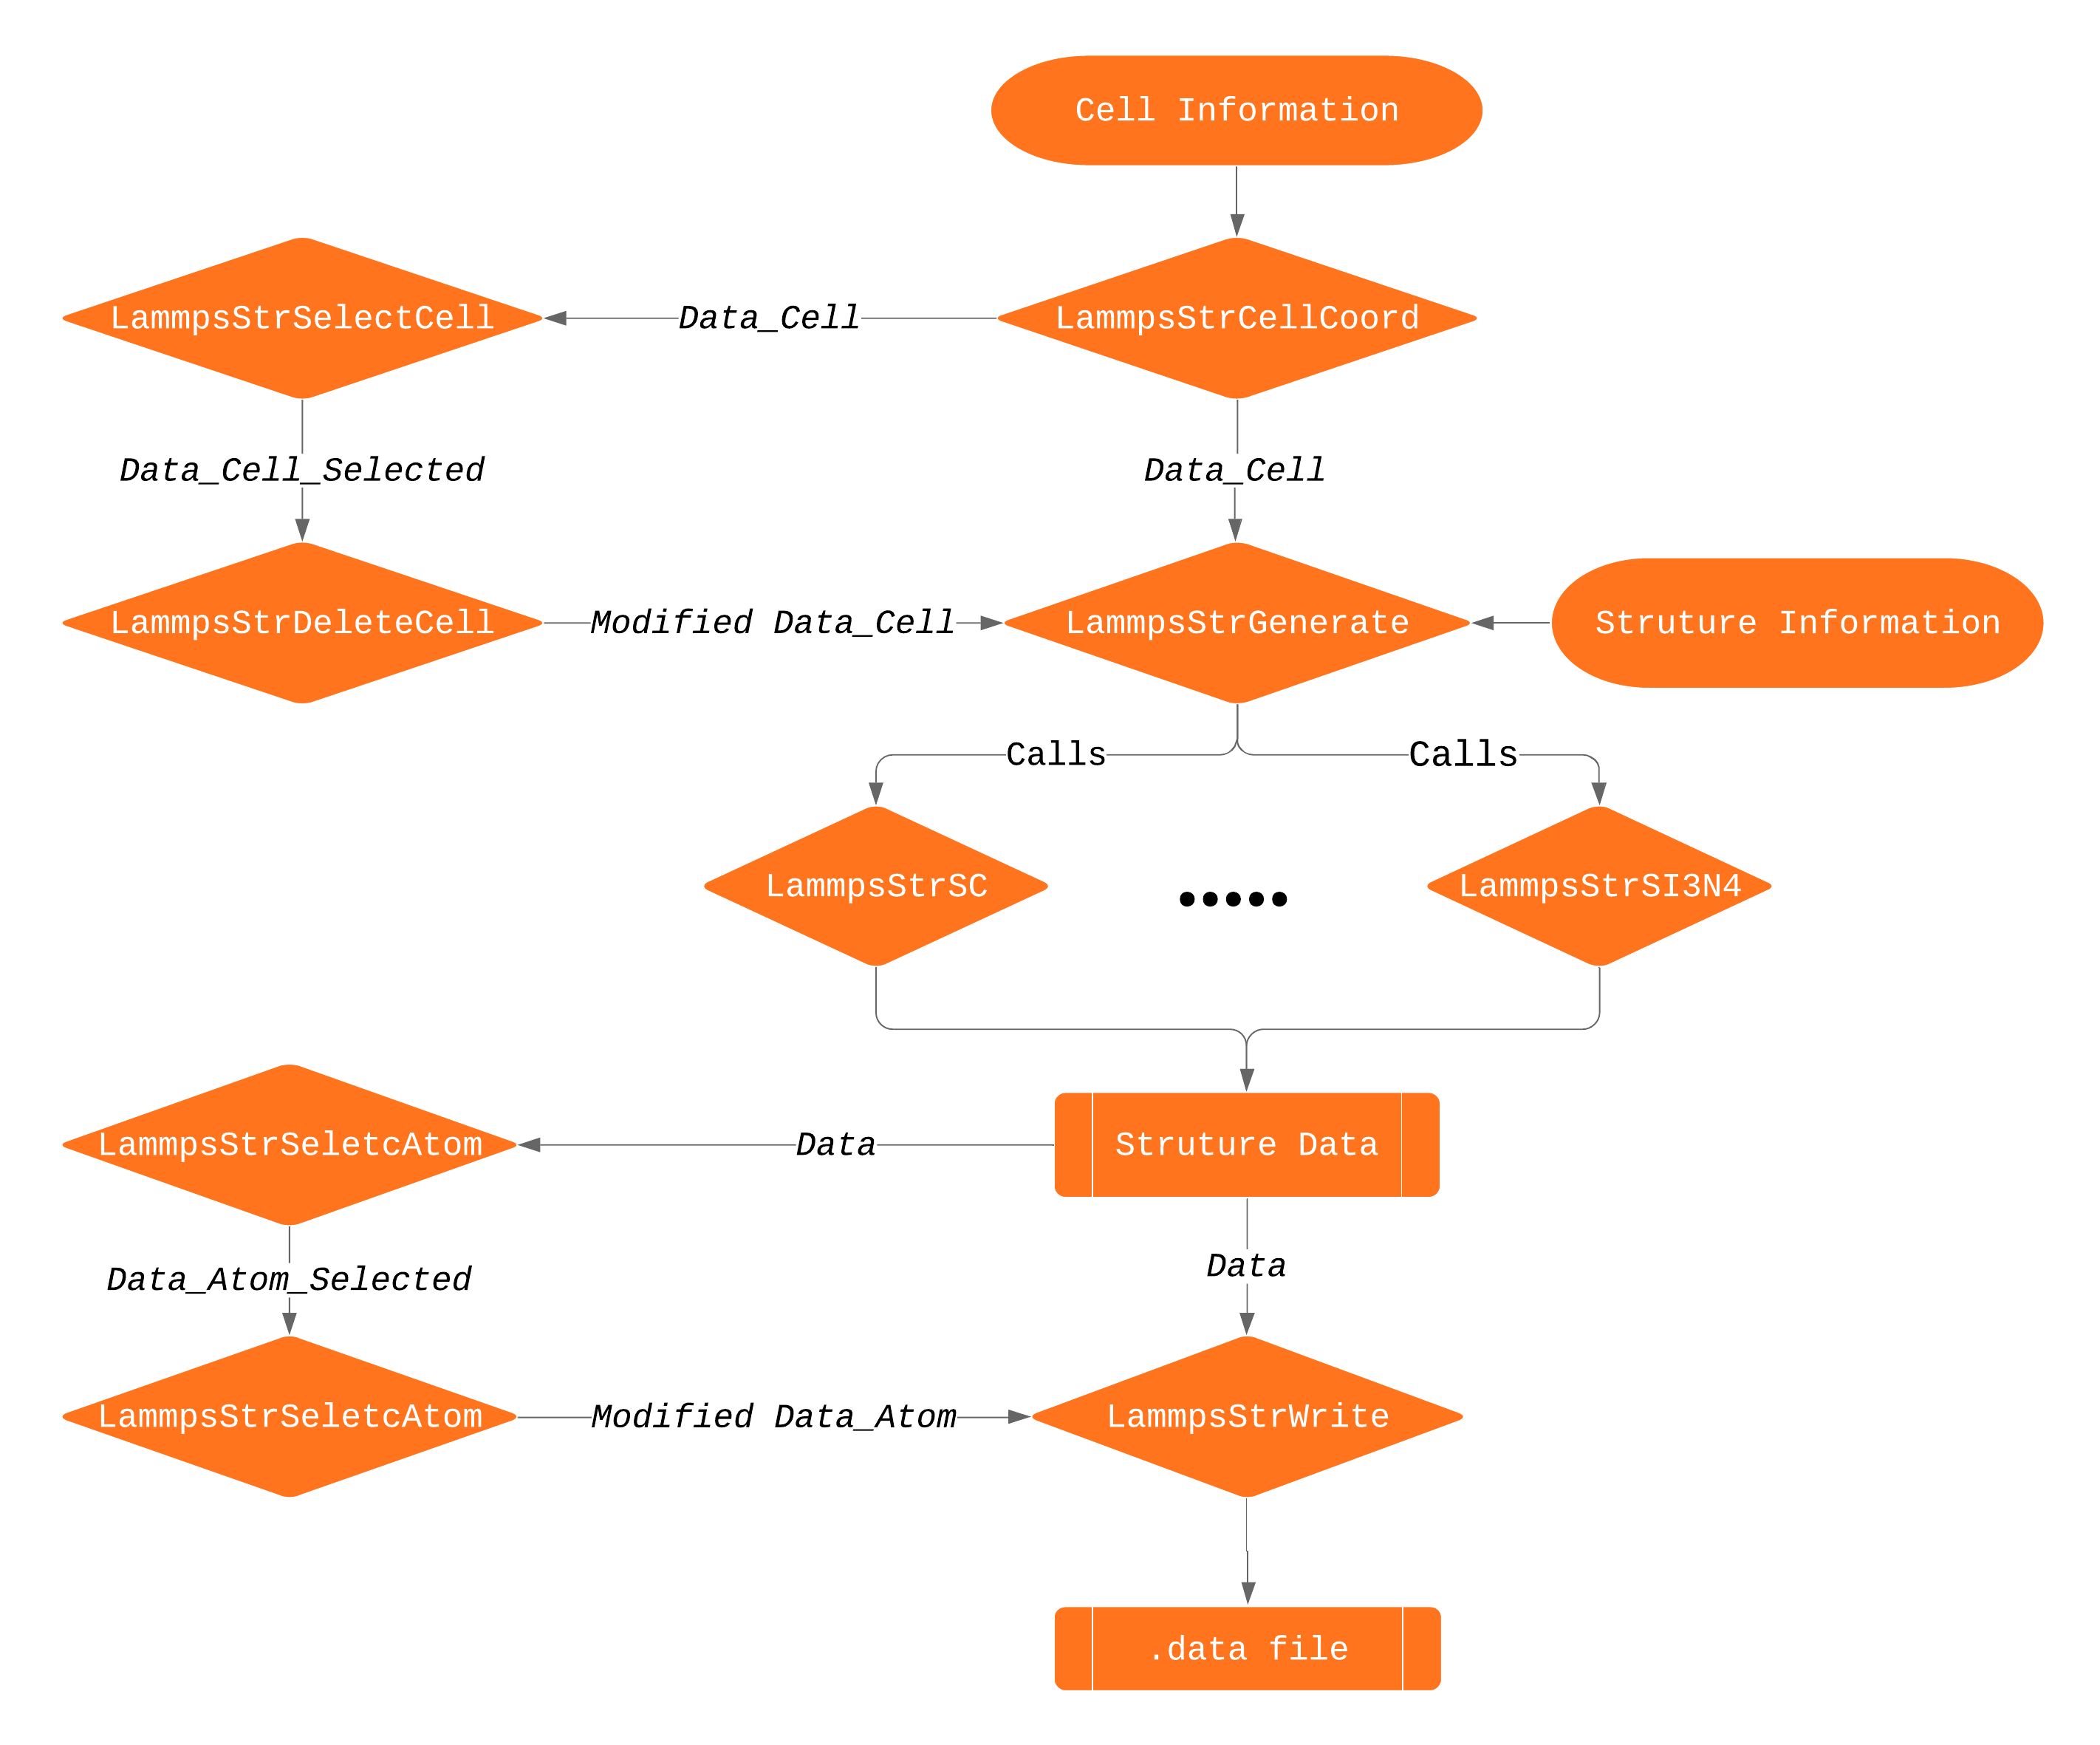 Cell Information
LammpsStrSelectCell
Data_Cell
LammpsStrCellCoord
Data_Cell_Selected
Data_Cell
LammpsStrDeleteCell
Modified Data_Cell
LammpsStrGenerate
Struture Information
Calls
Calls
LammpsStrSC
•••••
LammpsStrSI3N4
LammpsStrSeletcAtom
Data
Struture Data
Data_Atom_Selected
Data
LammpsStrSeletcAtom
Modified Data_Atom
LammpsStrWrite
.data file